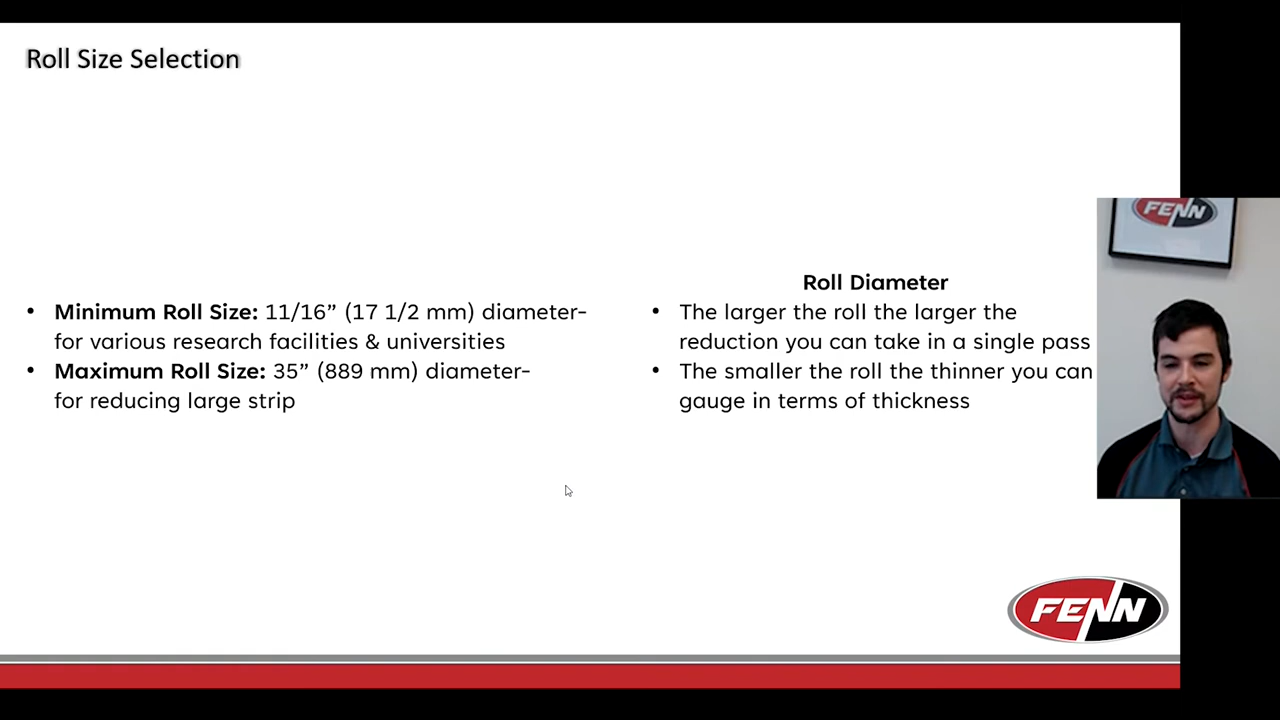 Roll Size Selection
• Minimum Roll Size: 11/16” (17 1/2 mm) diameter-
for various research facilities & universities
• Maximum Roll Size: 35” (889 mm) diameter-
for reducing large strip
Roll Diameter
• The larger the roll the larger the
reduction you can take in a single pass
• The smaller the roll the thinner you can
gauge in terms of thickness
FENN
FENN